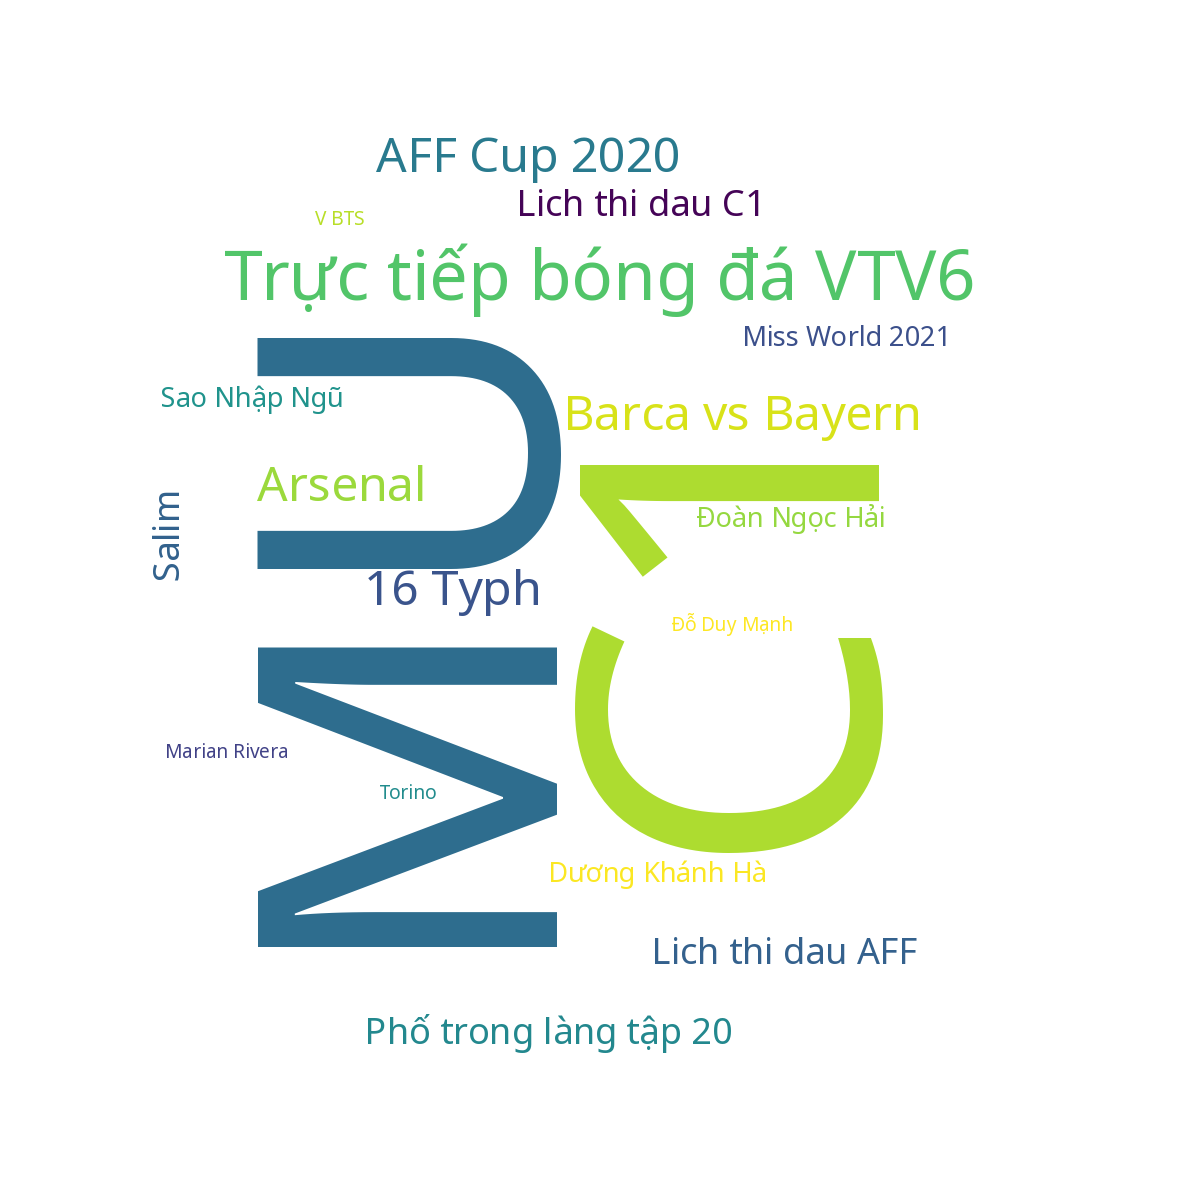 AFF Cup 2020
Lich thi dau C1
V BTS
Trực tiếp bóng đá VTV6
Miss World 2021
Sao Nhập Ngũ
Barca vs Bayern
Arsenal
Đoàn Ngọc Hải
Salim
16 Typh
MU
C1
Đỗ Duy Mạnh
Marian Rivera
Torino
Dương Khánh Hà
Lich thi dau AFF
Phố trong làng tập 20